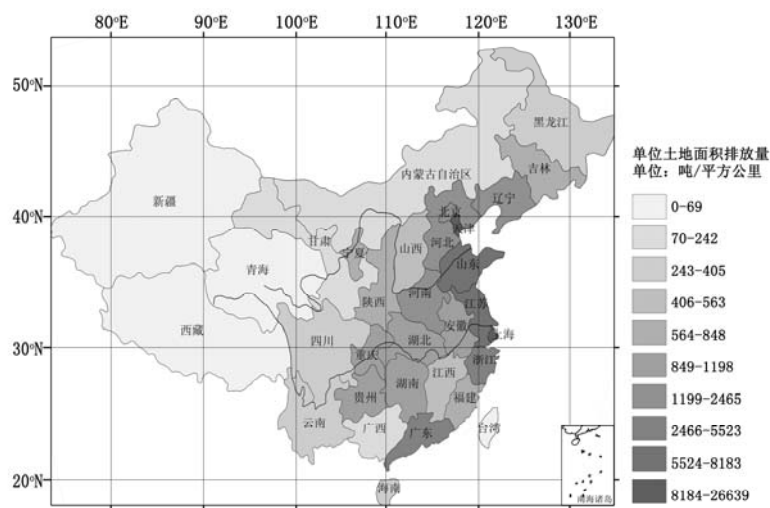 80°E 90°E 100°E 110°E 120°E 130°E
50°N
40°N
30°N
20°N
黑龙江
吉林
内蒙古自治区
辽宁
新疆
北京
天津
甘肃
宁夏
山西
河北
青海
山东
陕西
河南
江苏
西藏
安徽
上海
四川
湖北
重庆
浙江
湖南
江西
贵州
福建
云南
广西
广东
台湾
海南
南海诸岛
单位土地面积排放量
单位：吨/平方公里
0-69
70-242
243-405
406-563
564-848
849-1198
1199-2465
2466-5523
5524-8183
8184-26639